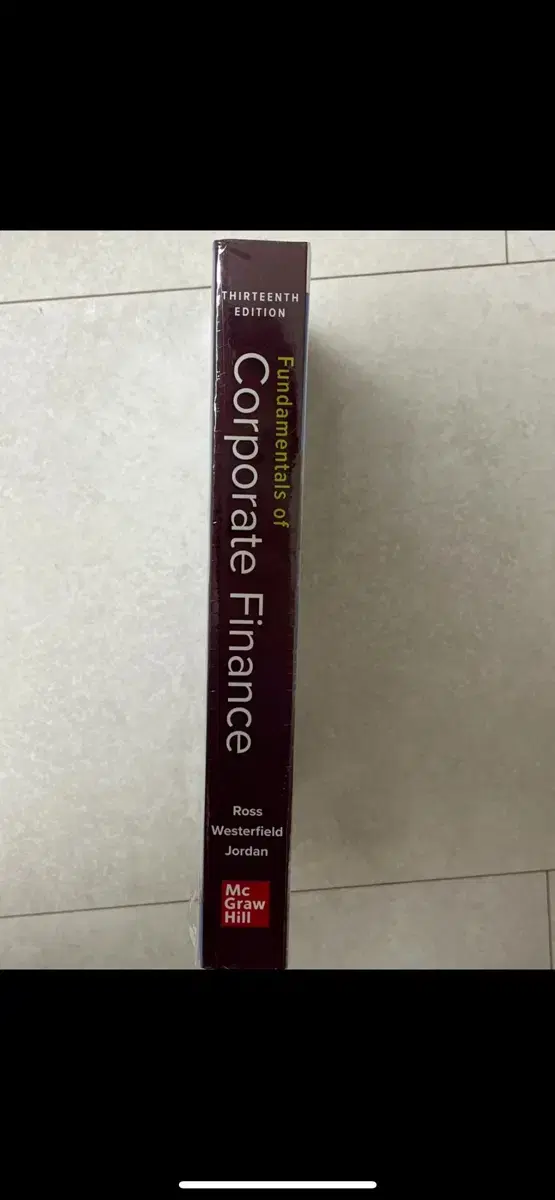 THIRTEENTH
EDITION
Fundamentals of
Corporate Finance
Ross
Westerfield
Jordan
Mc
Graw
Hill